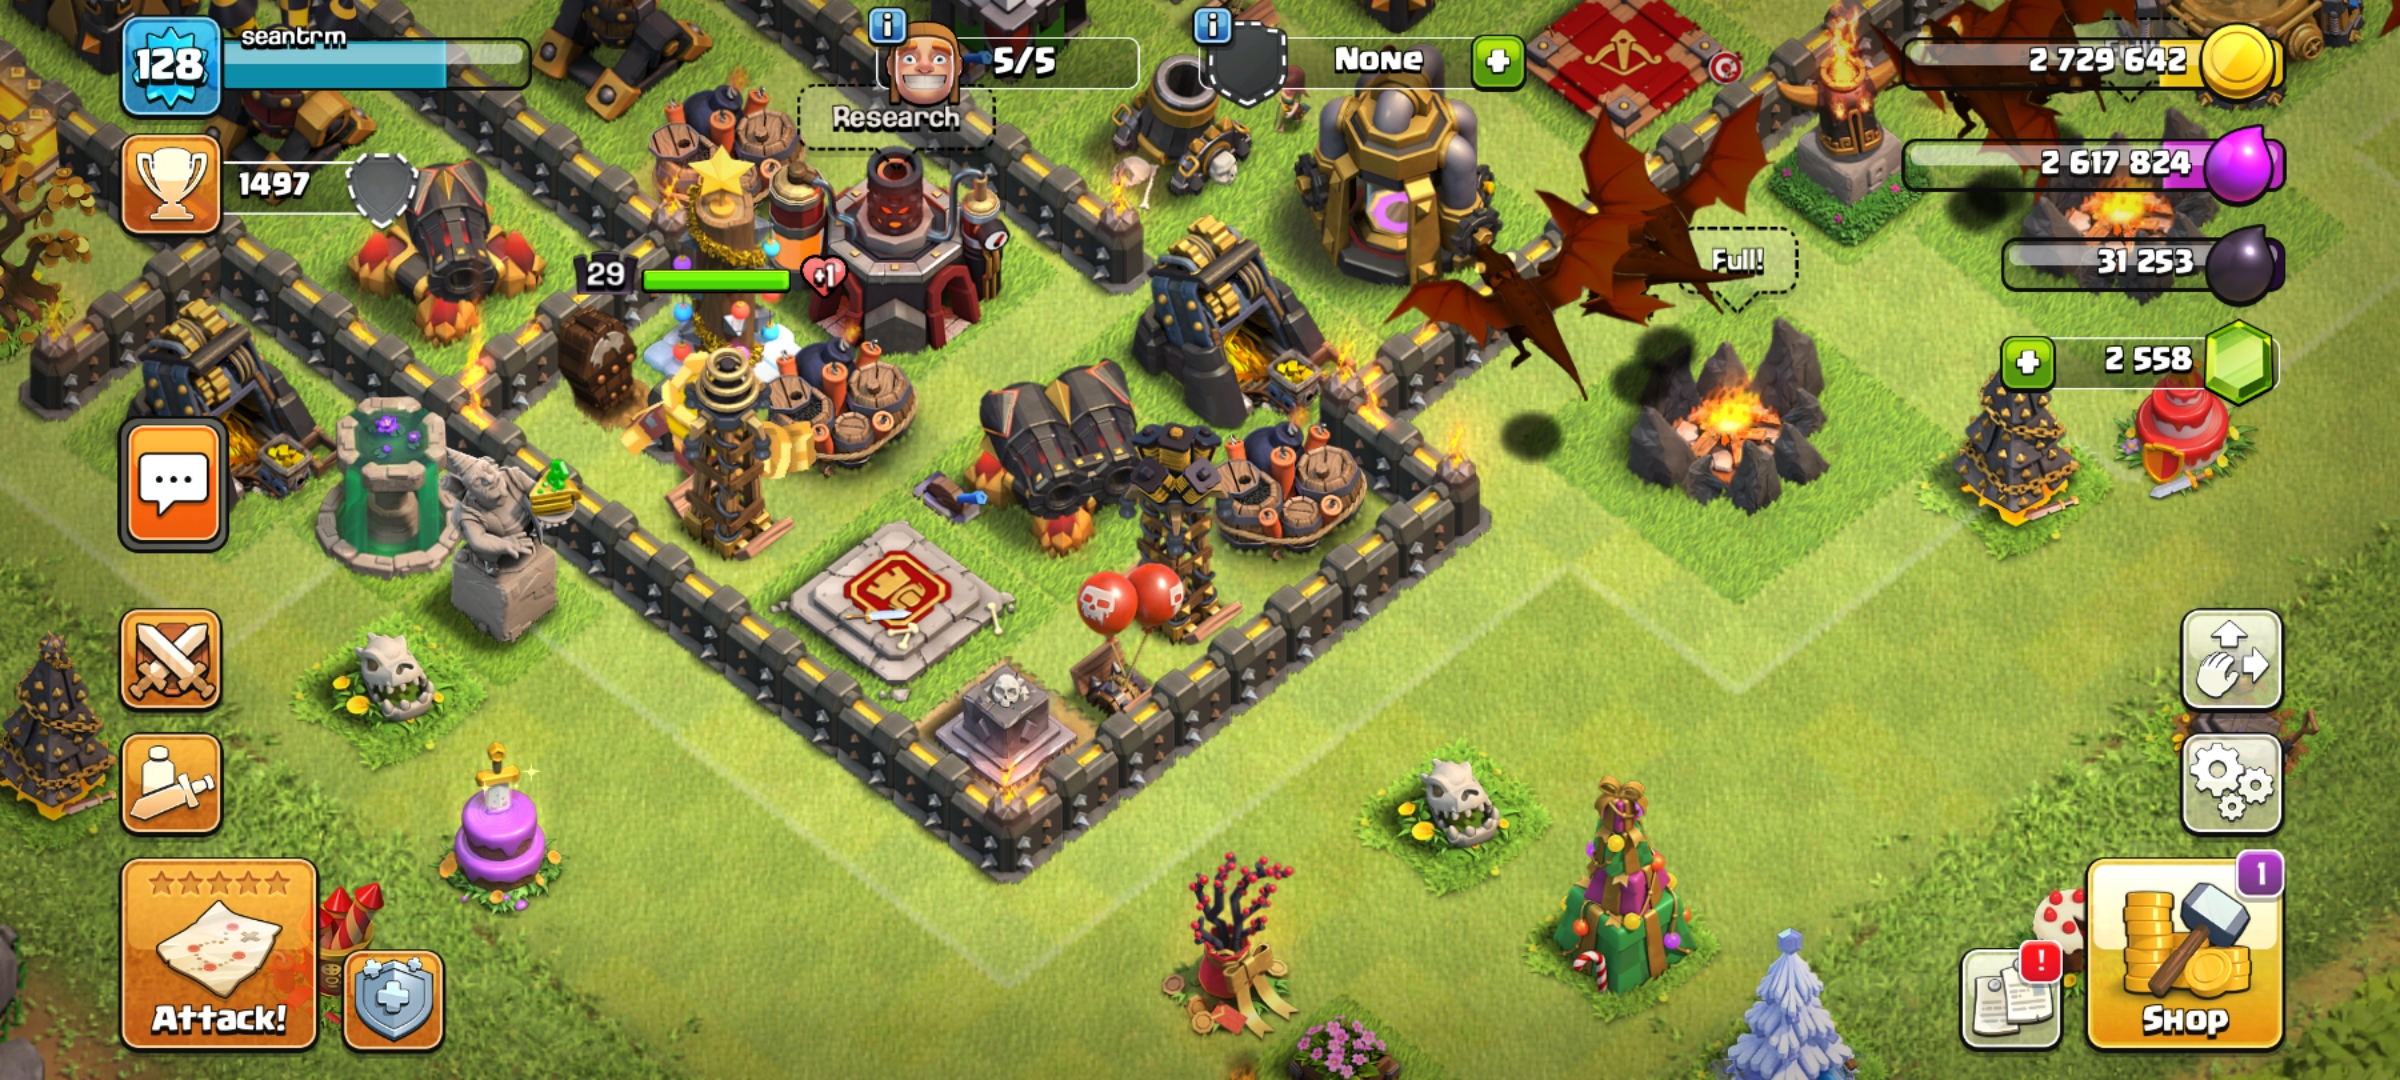 128
seantrm
5/5
None
2 729 642
Research
1497
2 617 824
29
+1
Full!
31 253
2 558
1
Attack!
!
Shop